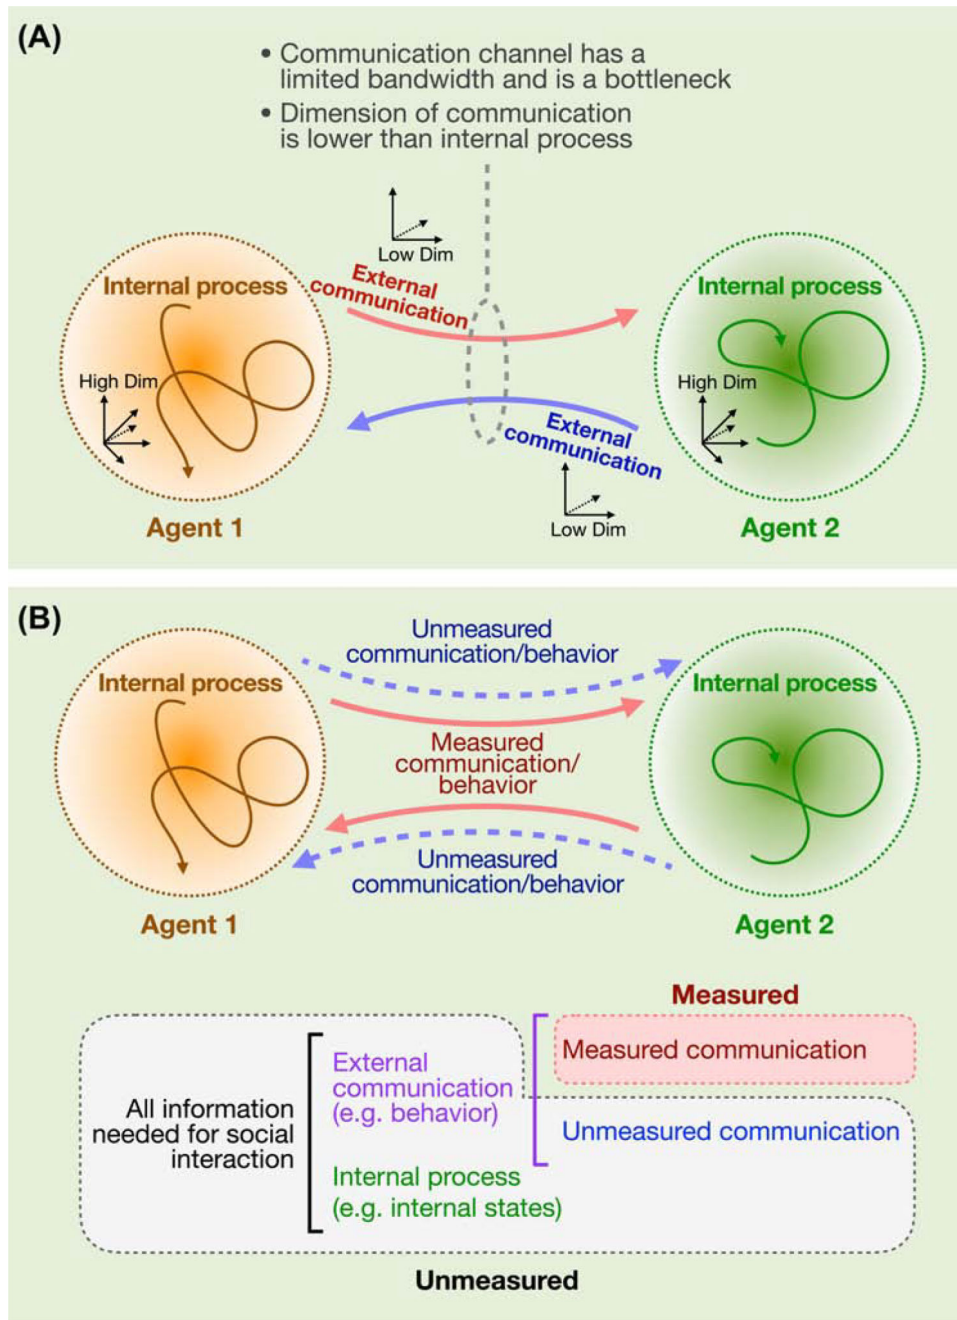 (A)
• Communication channel has a
limited bandwidth and is a bottleneck
• Dimension of communication
is lower than internal process
Low Dim
External
communication
Internal process
High Dim
Agent 1
Internal process
High Dim
Agent 2
External
communication
Low Dim
(B)
Unmeasured
communication/behavior
Internal process
Agent 1
Measured
communication/
behavior
Unmeasured
communication/behavior
Internal process
Agent 2
Measured
Measured communication
External
communication
(e.g. behavior)
All information
needed for social
interaction
Unmeasured communication
Internal process
(e.g. internal states)
Unmeasured